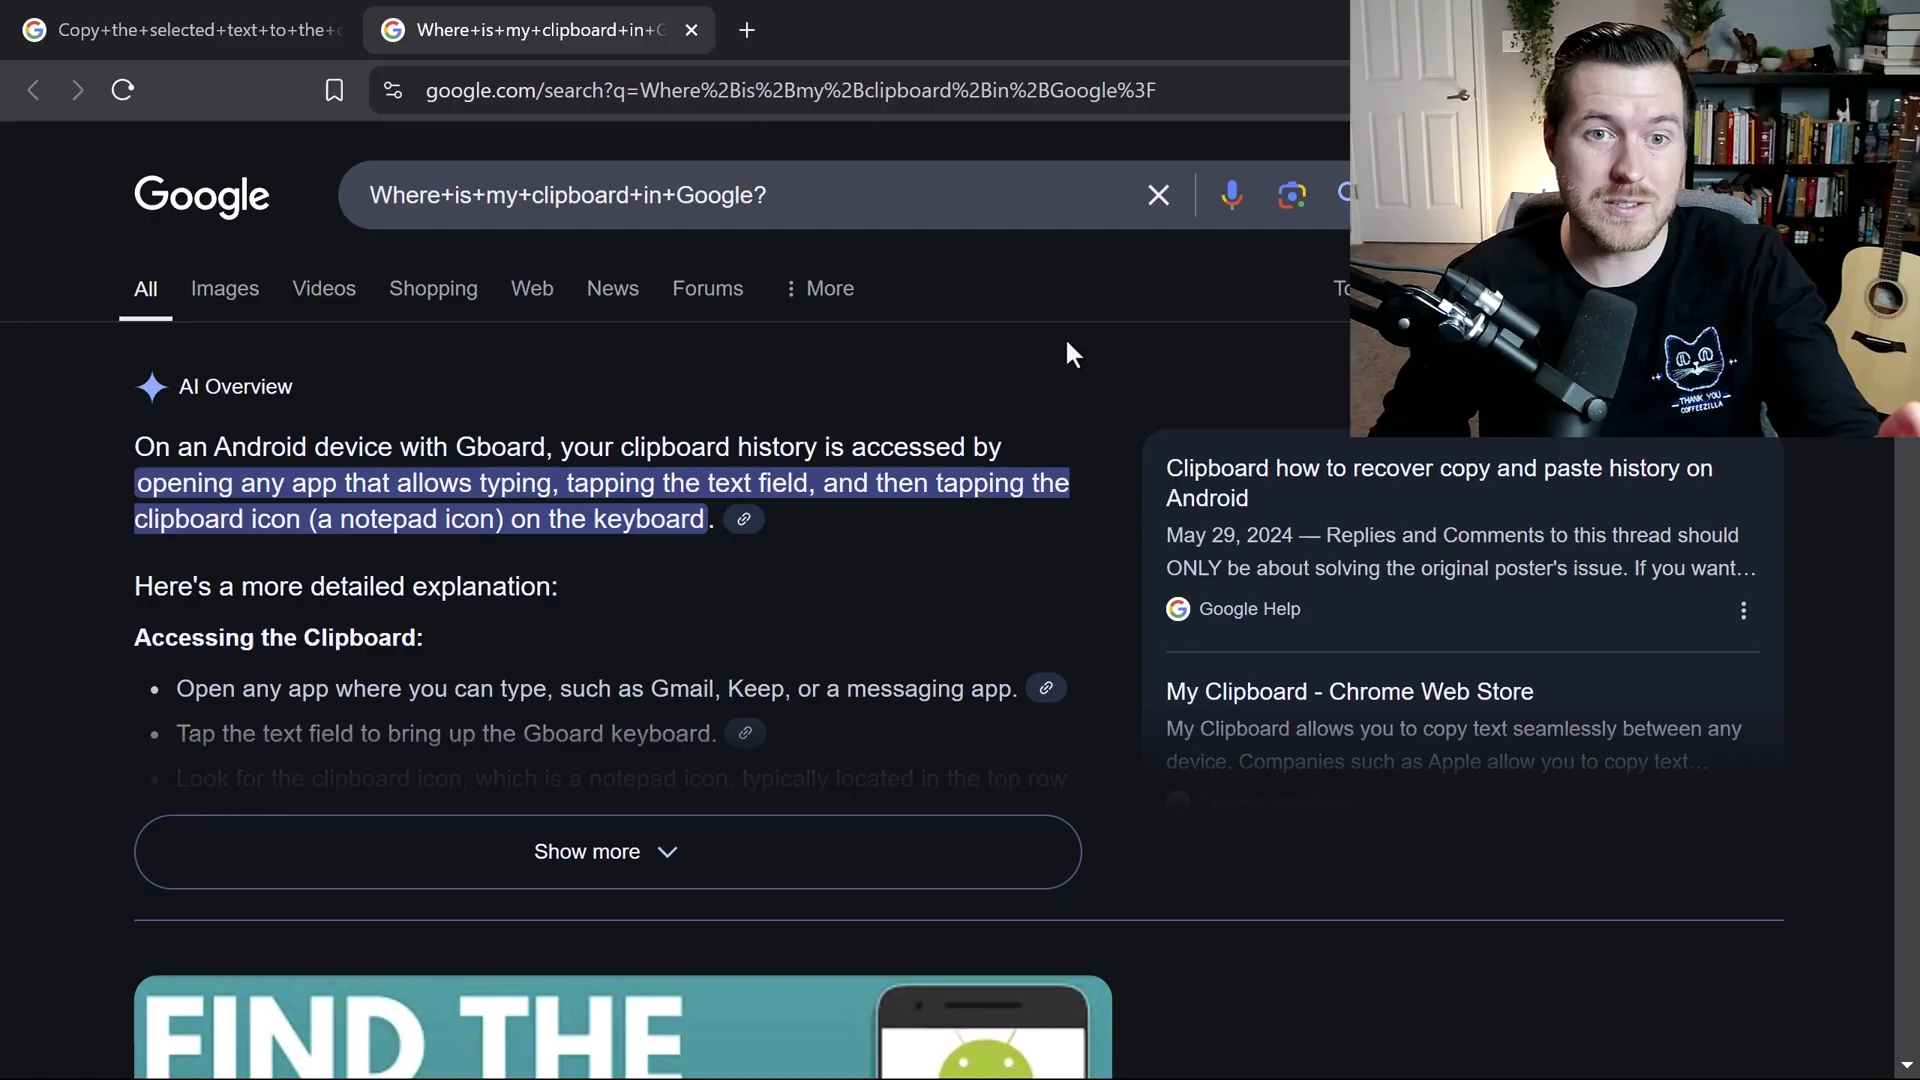 Copy+the+selected+text+to+the+c
Where+is+my+clipboard+in+G
google.com/search?q=Where%2Bis%2Bmy%2Bclipboard%2Bin%2BGoogle%3F
Google
Where+is+my+clipboard+in+Google?
All
Images
Videos
Shopping
Web
News
Forums
More
AI Overview
On an Android device with Gboard, your clipboard history is accessed by
opening any app that allows typing, tapping the text field, and then tapping the
clipboard icon (a notepad icon) on the keyboard.
Here's a more detailed explanation:
Accessing the Clipboard:
• Open any app where you can type, such as Gmail, Keep, or a messaging app.
• Tap the text field to bring up the Gboard keyboard.
• Look for the clipboard icon, which is a notepad icon, typically located in the top row
Show more
Clipboard how to recover copy and paste history on
Android
May 29, 2024 — Replies and Comments to this thread should
ONLY be about solving the original poster's issue. If you want…
Google Help
My Clipboard - Chrome Web Store
My Clipboard allows you to copy text seamlessly between any
device. Companies such as Apple allow you to copy text…
FIND THE
THANK YOU
COFFEEZILLA